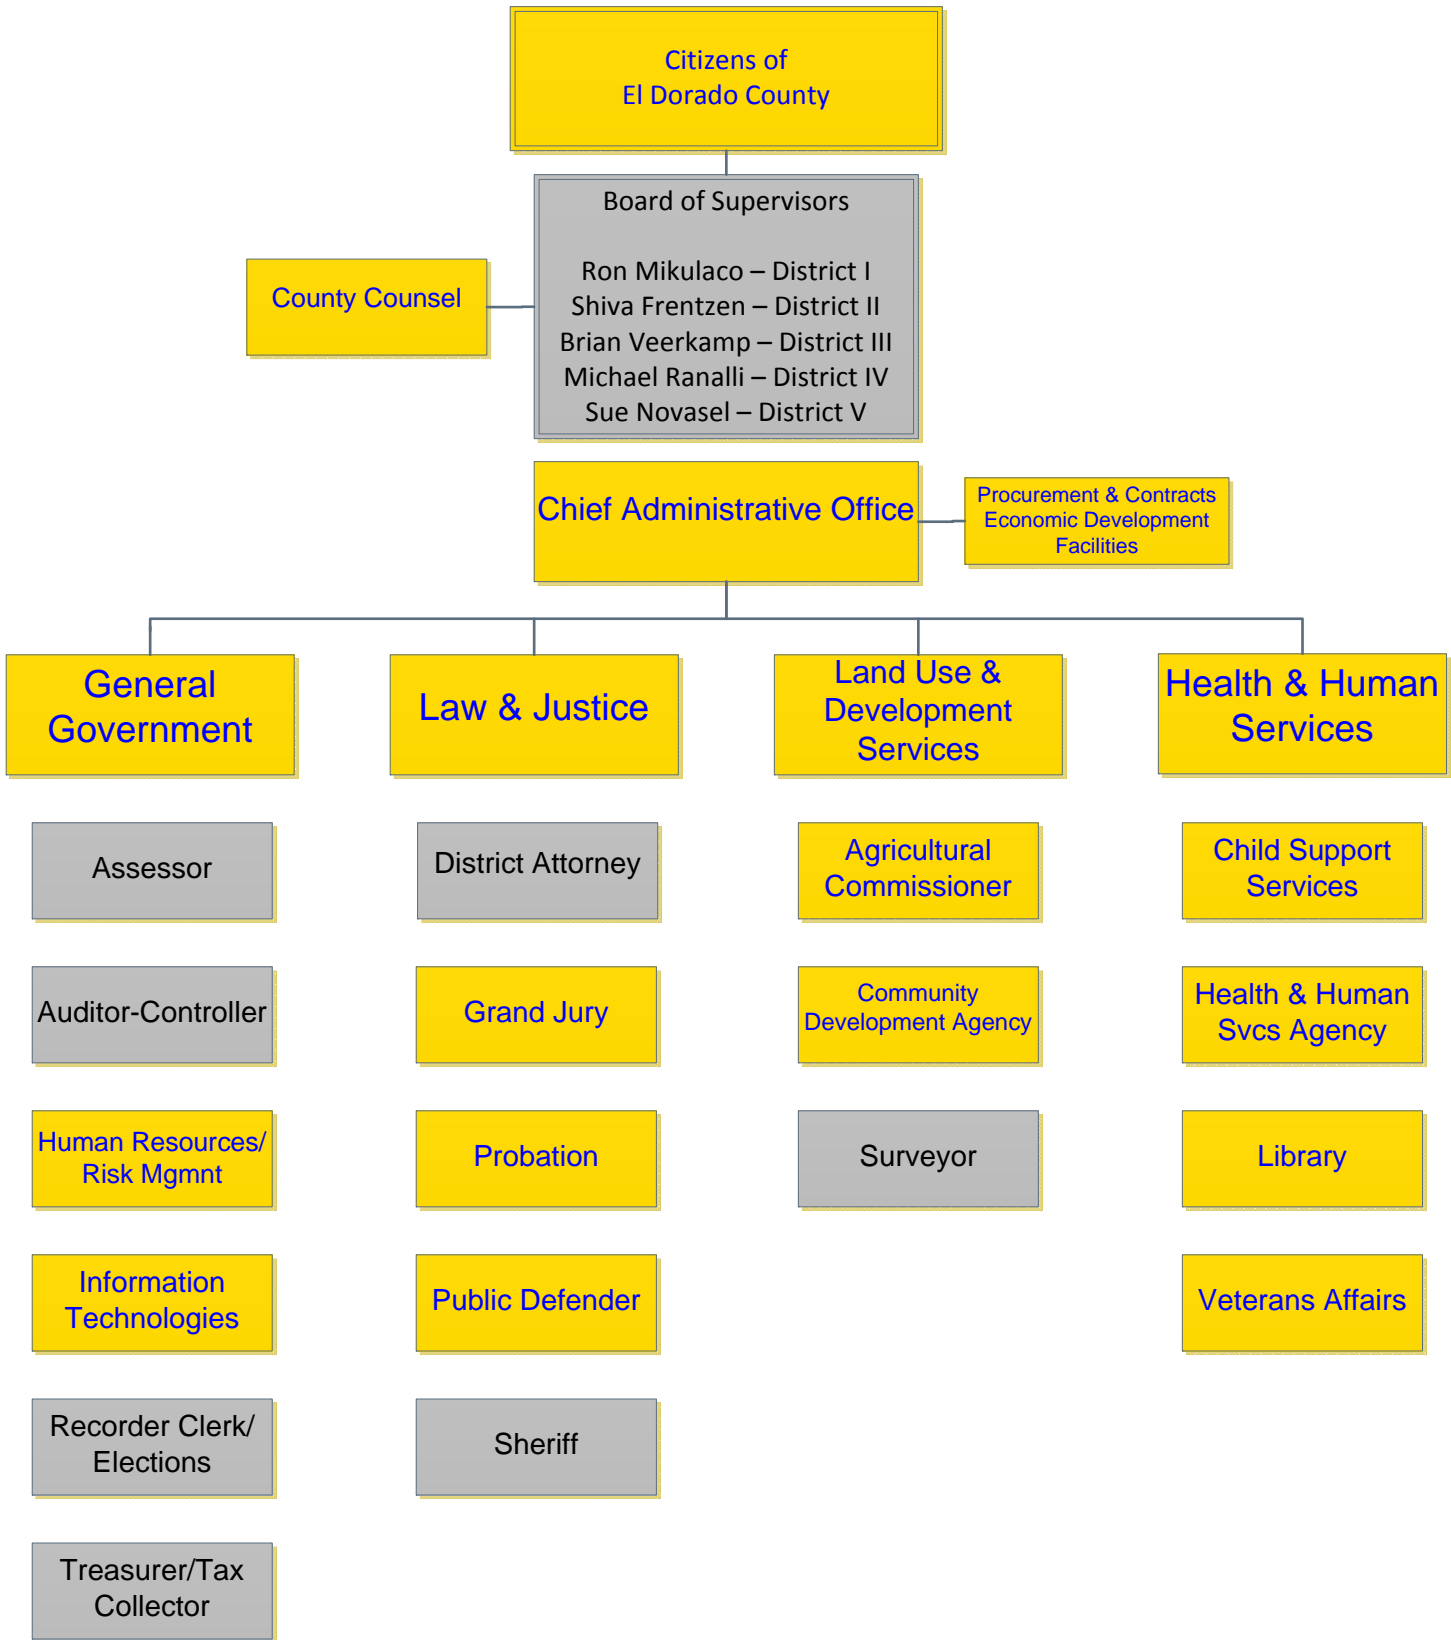 Citizens of
El Dorado County
Board of Supervisors
Ron Mikulaco – District I
Shiva Frentzen – District II
Brian Veerkamp – District III
Michael Ranalli – District IV
Sue Novasel – District V
County Counsel
Chief Administrative Office
Procurement & Contracts
Economic Development
Facilities
General
Government
Law & Justice
Land Use &
Development
Services
Health & Human
Services
Assessor
District Attorney
Agricultural
Commissioner
Child Support
Services
Auditor-Controller
Grand Jury
Community
Development Agency
Health & Human
Svcs Agency
Human Resources/
Risk Mgmnt
Probation
Surveyor
Library
Information
Technologies
Public Defender
Veterans Affairs
Recorder Clerk/
Elections
Sheriff
Treasurer/Tax
Collector